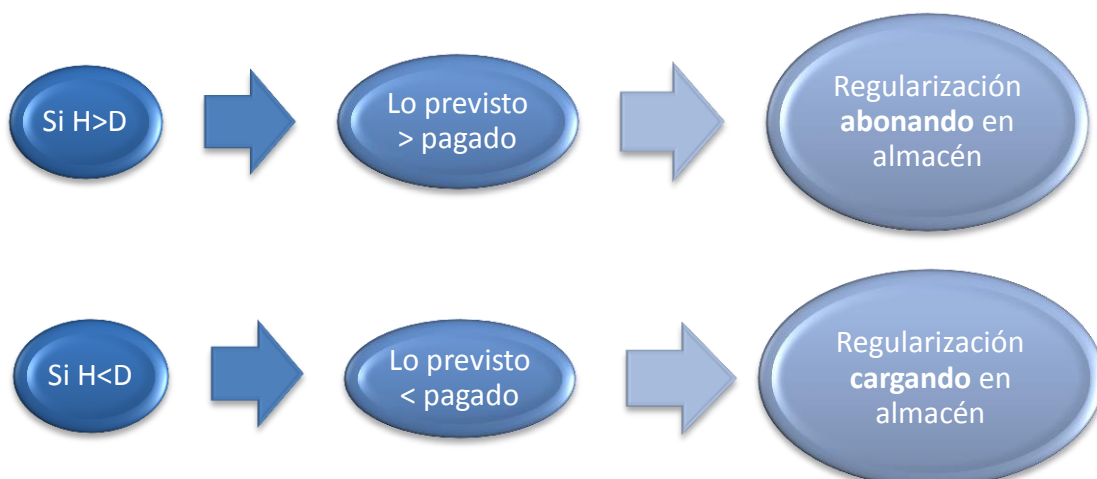 Si H>D
Lo previsto
> pagado
Regularización
abonando en
almacén
Si H<D
Lo previsto
< pagado
Regularización
cargando en
almacén